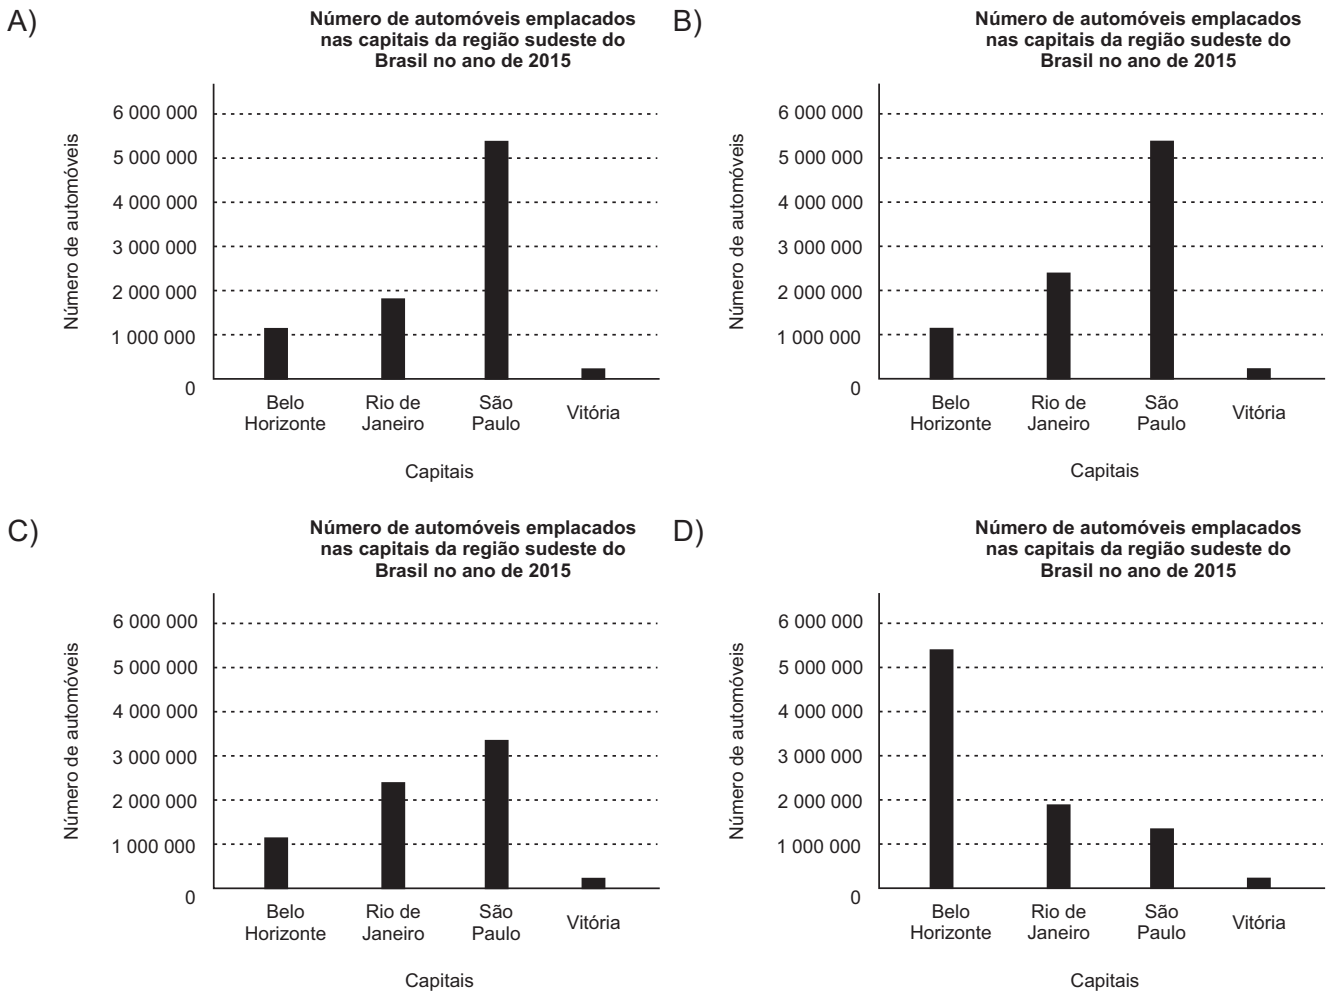 A)
Número de automóveis emplacados
nas capitais da região sudeste do
Brasil no ano de 2015
Número de automóveis
6 000 000
5 000 000
4 000 000
3 000 000
2 000 000
1 000 000
0
Belo
Horizonte
Rio de
Janeiro
São
Paulo
Vitória
Capitais
B)
Número de automóveis emplacados
nas capitais da região sudeste do
Brasil no ano de 2015
Número de automóveis
6 000 000
5 000 000
4 000 000
3 000 000
2 000 000
1 000 000
0
Belo
Horizonte
Rio de
Janeiro
São
Paulo
Vitória
Capitais
C)
Número de automóveis emplacados
nas capitais da região sudeste do
Brasil no ano de 2015
Número de automóveis
6 000 000
5 000 000
4 000 000
3 000 000
2 000 000
1 000 000
0
Belo
Horizonte
Rio de
Janeiro
São
Paulo
Vitória
Capitais
D)
Número de automóveis emplacados
nas capitais da região sudeste do
Brasil no ano de 2015
Número de automóveis
6 000 000
5 000 000
4 000 000
3 000 000
2 000 000
1 000 000
0
Belo
Horizonte
Rio de
Janeiro
São
Paulo
Vitória
Capitais